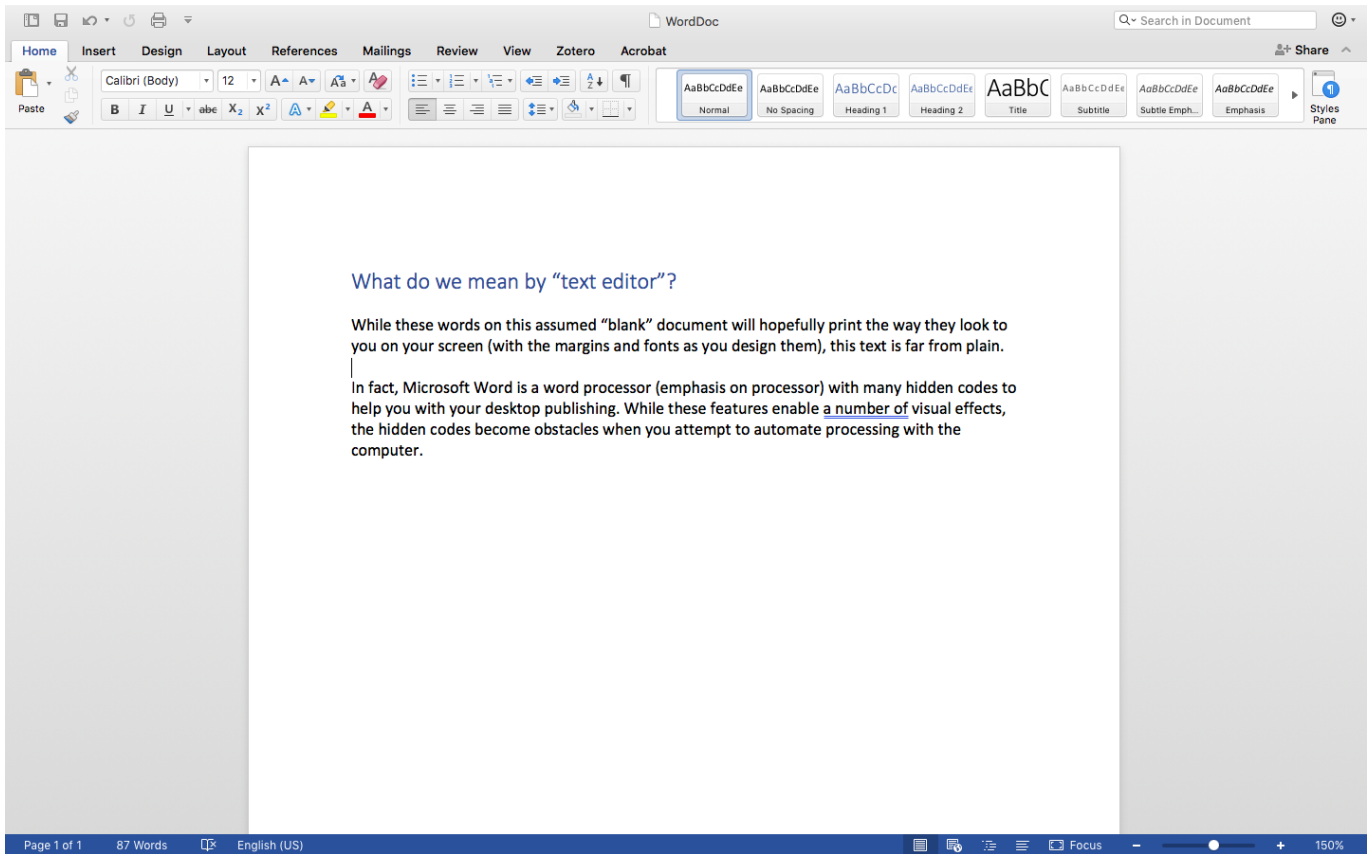 WordDoc
Search in Document
Home Insert Design Layout References Mailings Review View Zotero Acrobat Share
Paste
Calibri (Body) 12
A A Aa A
B I U abc X2 X2 A A
AaBbCcDdEe AaBbCcDdEe AaBbCcDc AaBbCcDdEe AaBbC AaBbCcDdEe AaBbCcDdEe AaBbCcDdEe
Normal No Spacing Heading 1 Heading 2 Title Subtitle Subtle Emph... Emphasis
Styles
Pane
What do we mean by “text editor”?
While these words on this assumed “blank” document will hopefully print the way they look to
you on your screen (with the margins and fonts as you design them), this text is far from plain.
In fact, Microsoft Word is a word processor (emphasis on processor) with many hidden codes to
help you with your desktop publishing. While these features enable a number of visual effects,
the hidden codes become obstacles when you attempt to automate processing with the
computer.
Page 1 of 1 87 Words English (US) Focus 150%